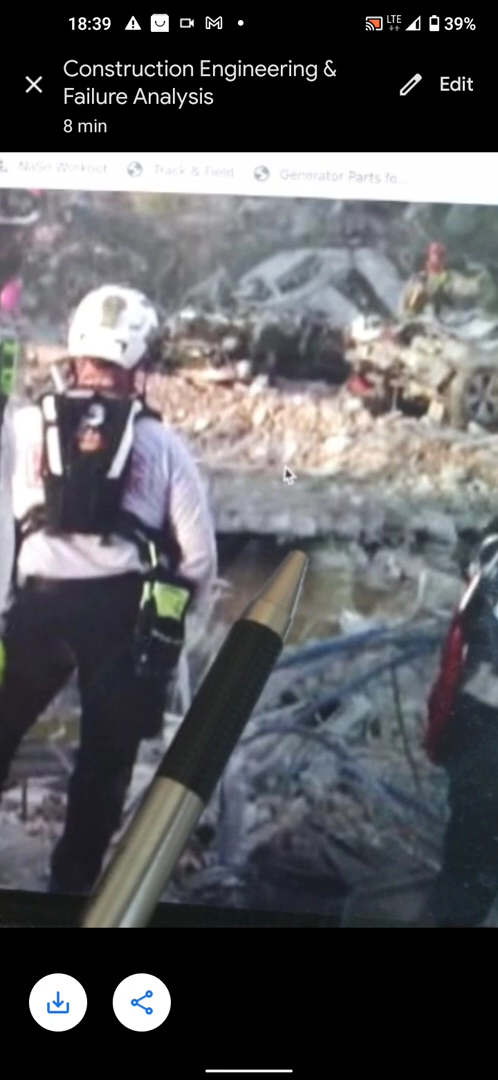 18:39
LTE
39%
Construction Engineering &
Failure Analysis
Edit
8 min
Track & Field
Generator Parts fo...